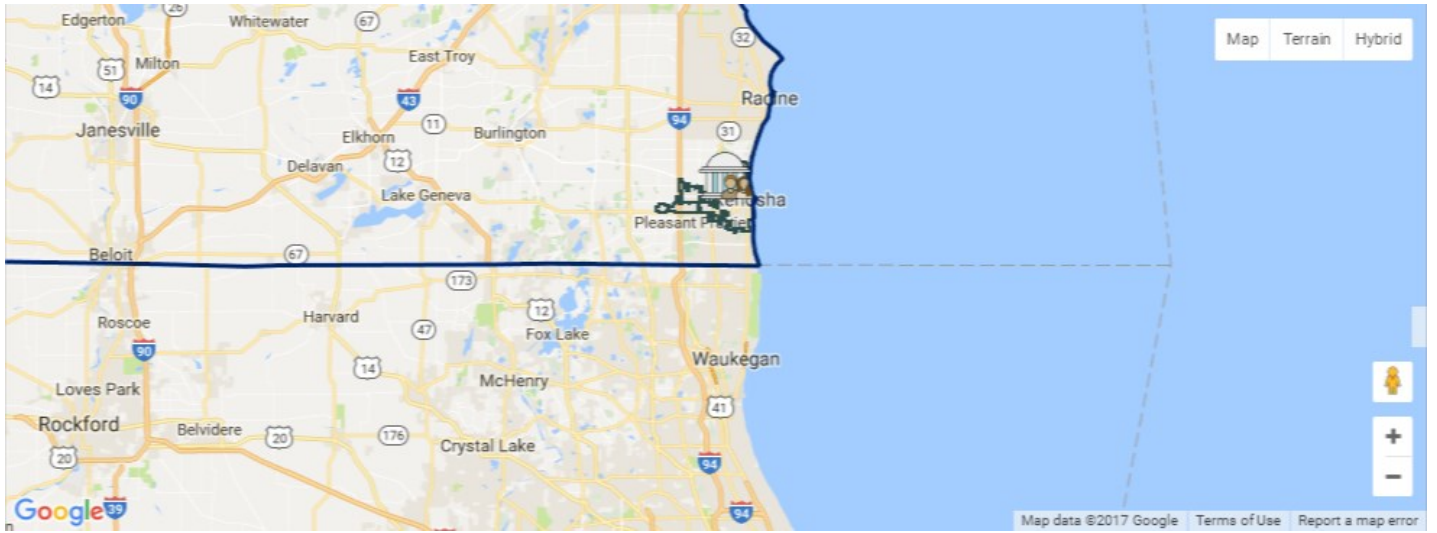 Edgerton
26
Whitewater
67
32
Map Terrain Hybrid
East Troy
51
Milton
14
90
43
Racine
94
Janesville
11
31
Elkhorn
Burlington
12
Delavan
Lake Geneva
Kenosha
Pleasant Prairie
Beloit
67
173
12
Roscoe
Harvard
47
Fox Lake
90
Waukegan
14
McHenry
Loves Park
41
Rockford
Belvidere
20
176
Crystal Lake
20
94
Google
39
94
n
Map data ©2017 Google Terms of Use Report a map error